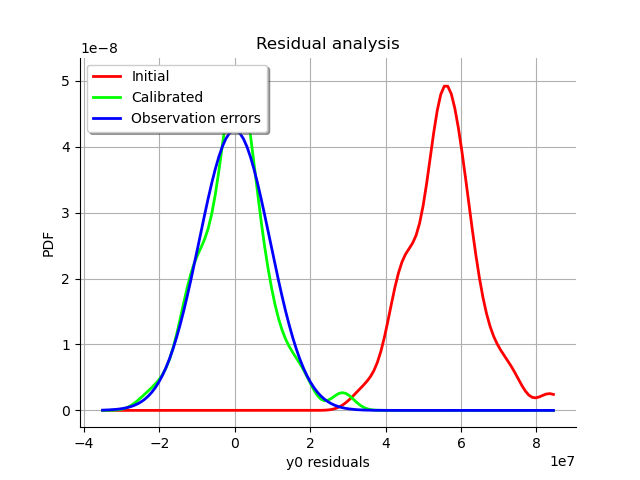 Residual analysis
1e−8
Initial
Calibrated
Observation errors
5
4
3
2
1
0
PDF
−4 −2 0 2 4 6 8
y0 residuals
1e7